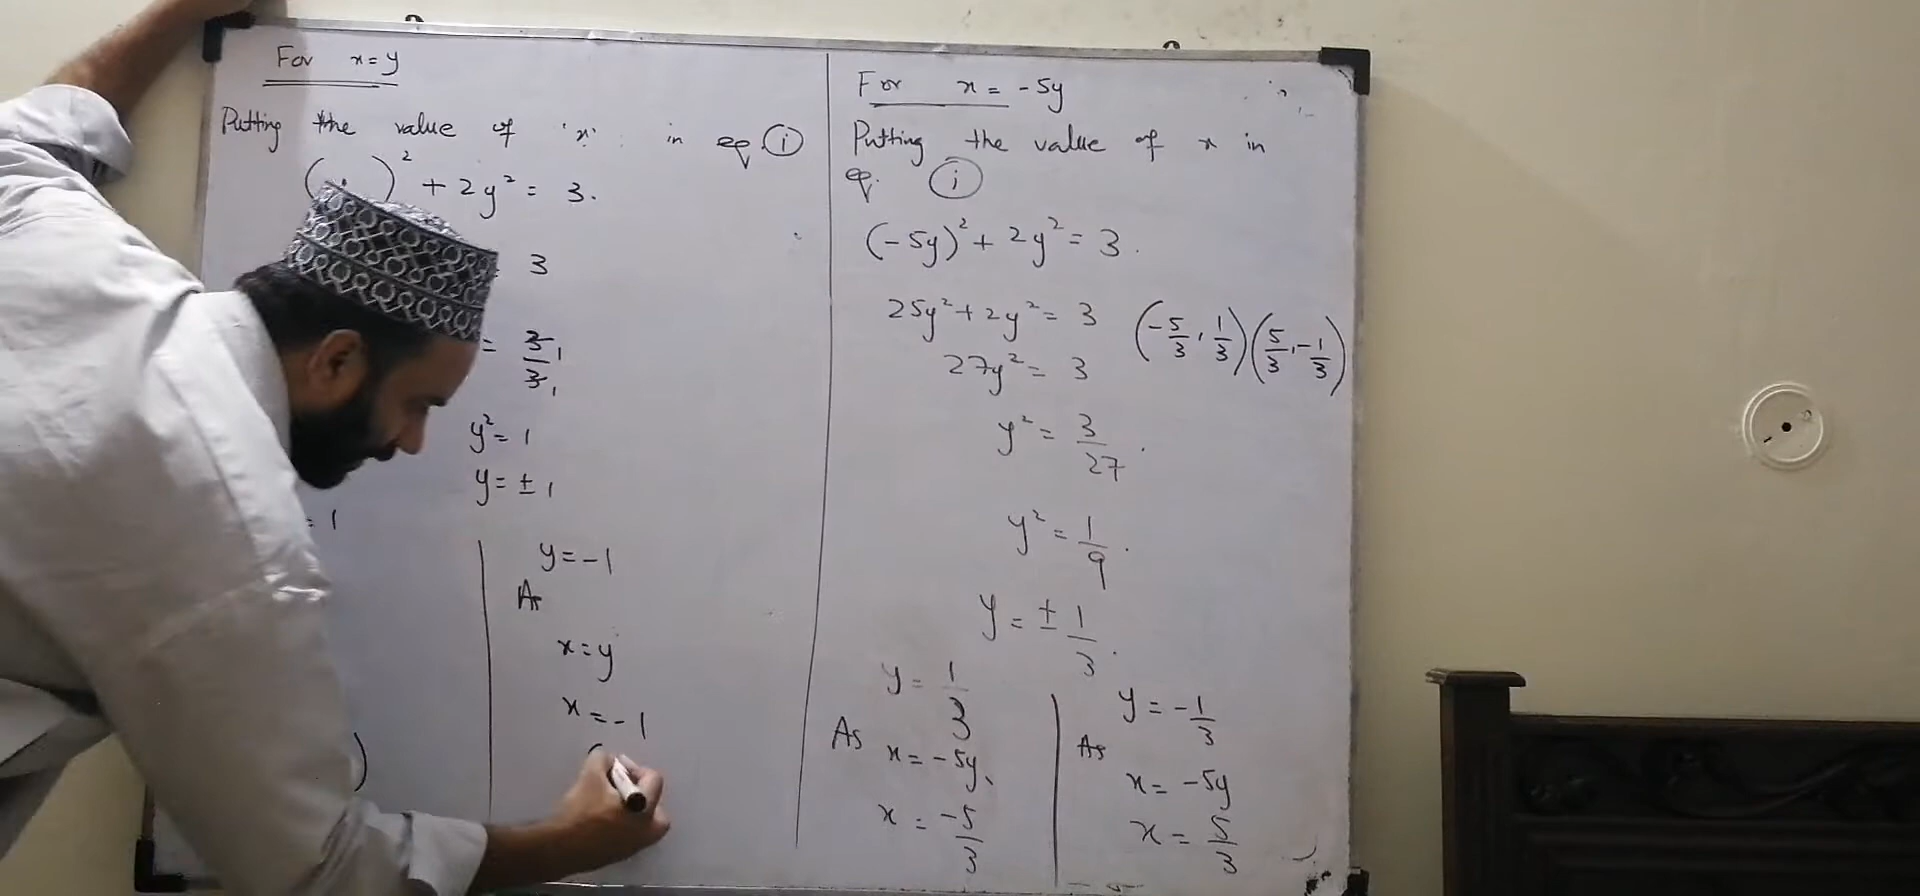 For x = y
Putting the value of 'x' in eq. (i)
( )² + 2y² = 3.
= 3
= 3/3 1 1
y² = 1
y = ± 1
= 1
y = -1
As
x = y
x = -1
(
)
For x = -5y
Putting the value of x in
eq. (i)
(-5y)² + 2y² = 3.
25y² + 2y² = 3 (-5/3, 1/3) (5/3, -1/3)
27y² = 3
y² = 3/27.
y² = 1/9.
y = ± 1/3.
y = 1/3
As x = -5y
x = -5/3
y = -1/3
As
x = -5y
x = 5/3